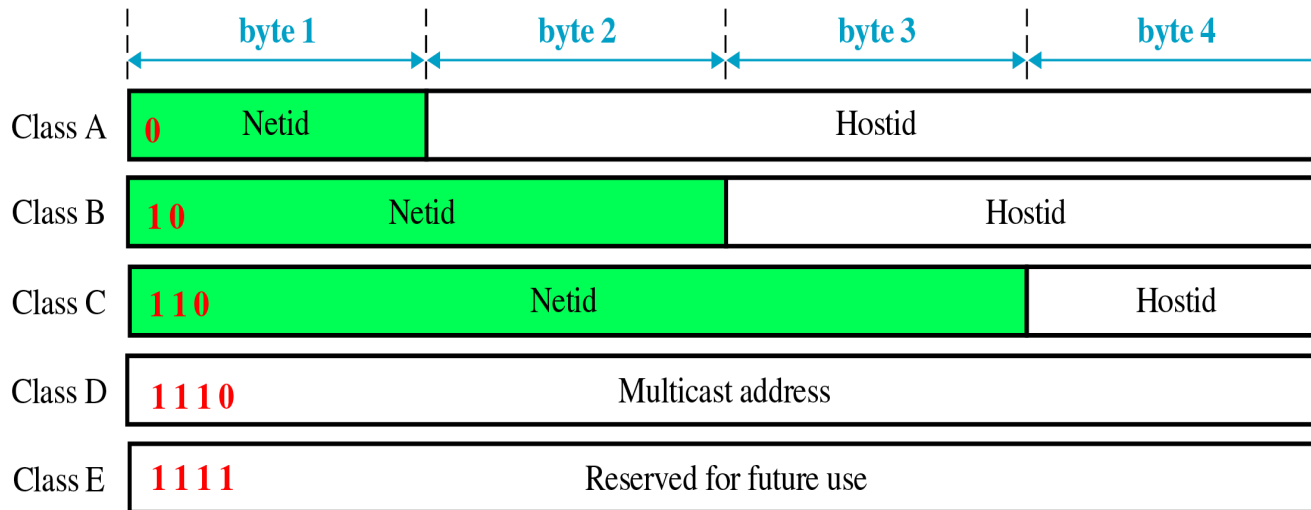 byte 1 byte 2 byte 3 byte 4
Class A 0 Netid Hostid
Class B 1 0 Netid Hostid
Class C 1 1 0 Netid Hostid
Class D 1 1 1 0 Multicast address
Class E 1 1 1 1 Reserved for future use